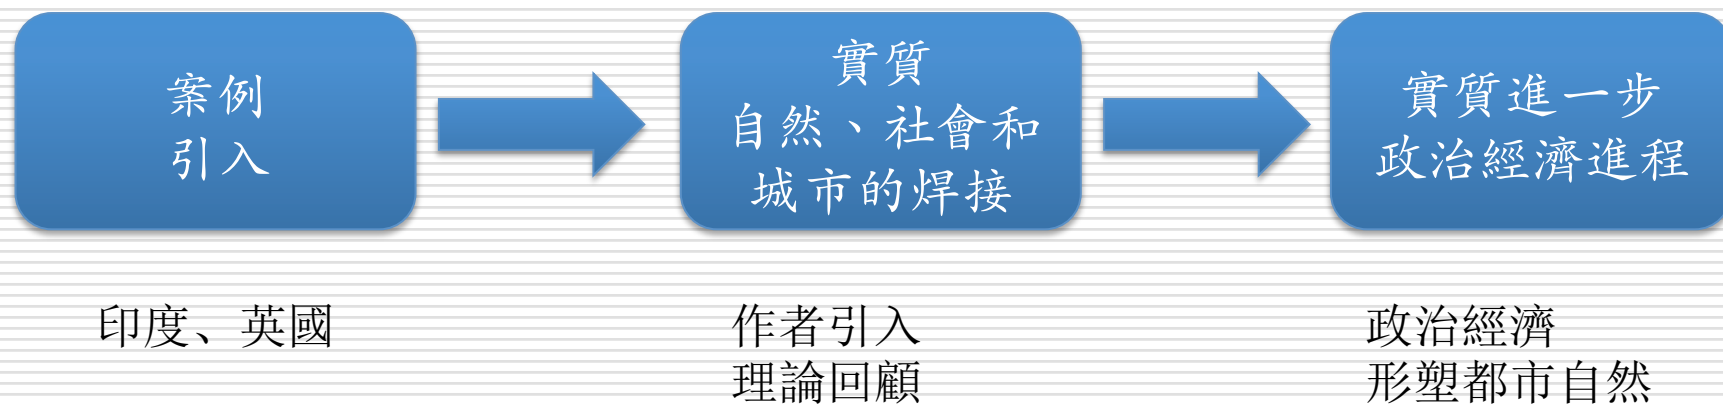 案例
引入
實質
自然、社會和
城市的焊接
實質進一步
政治經濟進程
印度、英國
作者引入
理論回顧
政治經濟
形塑都市自然